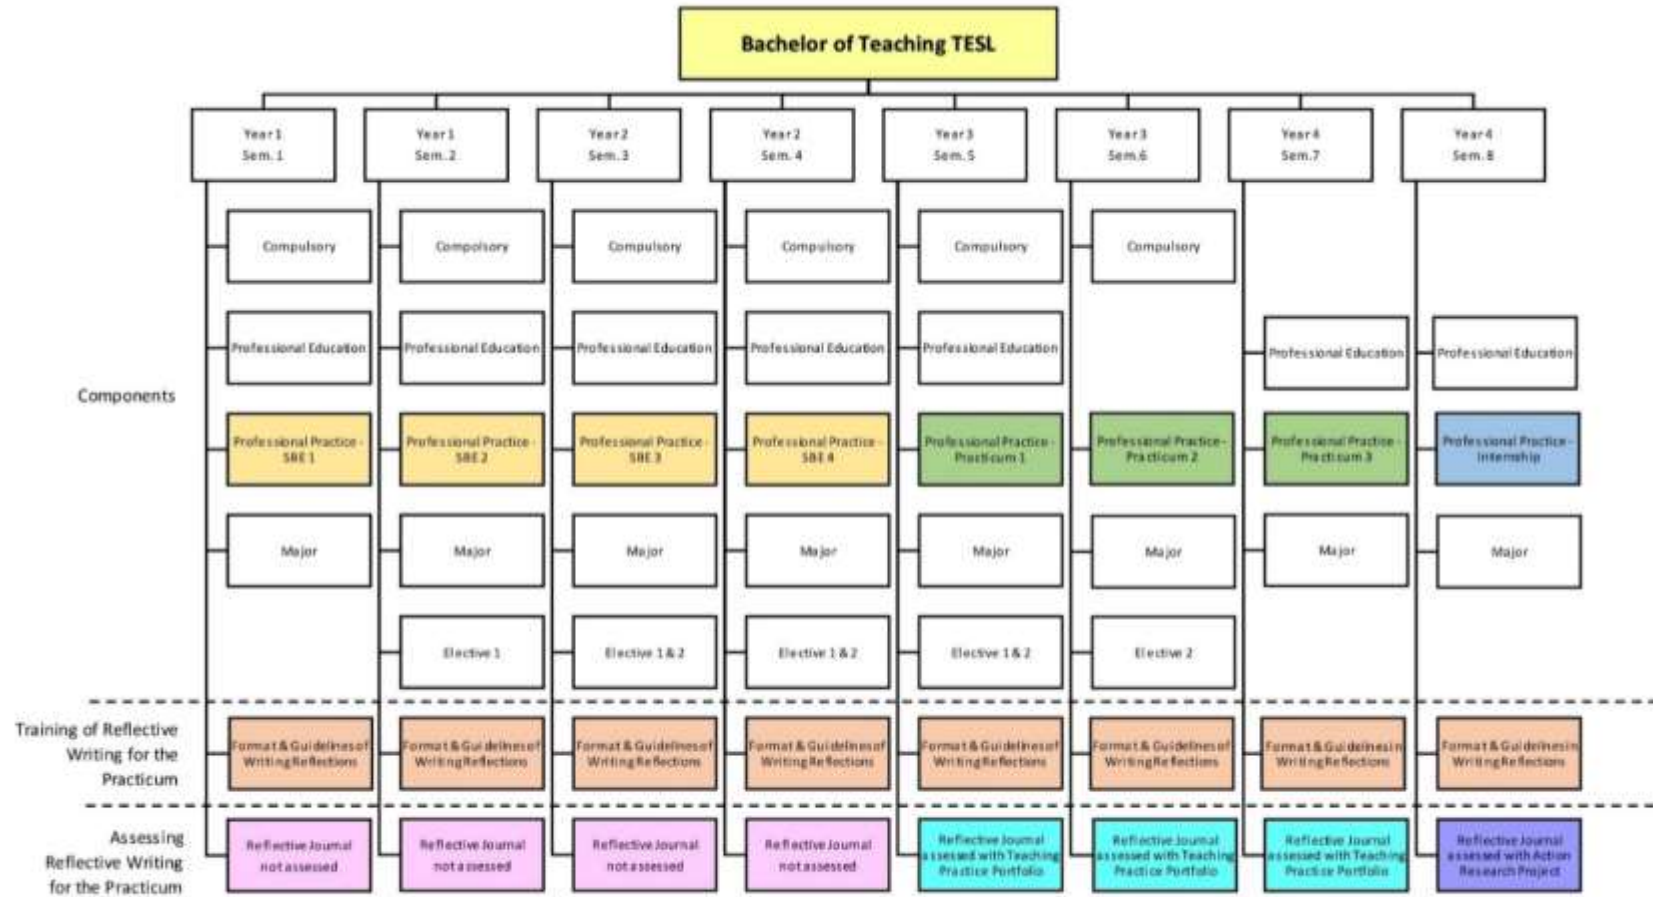 Bachelor of Teaching TESL
Year 1
Sem. 1
Year 1
Sem. 2
Year 2
Sem. 3
Year 2
Sem. 4
Year 3
Sem. 5
Year 3
Sem. 6
Year 4
Sem. 7
Year 4
Sem. 8
Compulsory
Compolsory
Compulsory
Compulsory
Compulsory
Compulsory
Professional Education
Professional Education
Professional Education
Professional Education
Professional Education
Professional Education
Professional Education
Components
Professional Practice -
SBE 1
Professional Practice -
SBE 2
Professional Practice -
SBE 3
Professional Practice -
SBE 4
Professional Practice -
Practicum 1
Professional Practice -
Practicum 2
Professional Practice -
Practicum 3
Professional Practice -
Internship
Major
Major
Major
Major
Major
Major
Major
Major
Elective 1
Elective 1 & 2
Elective 1 & 2
Elective 1 & 2
Elective 2
Training of Reflective
Writing for the
Practicum
Format & Guidelines of
Writing Reflections
Format & Guidelines of
Writing Reflections
Format & Guidelines of
Writing Reflections
Format & Guidelines of
Writing Reflections
Format & Guidelines of
Writing Reflections
Format & Guidelines of
Writing Reflections
Format & Guidelines in
Writing Reflections
Format & Guidelines in
Writing Reflections
Assessing
Reflective Writing
for the Practicum
Reflective Journal
not assessed
Reflective Journal
not assessed
Reflective Journal
not assessed
Reflective Journal
not assessed
Reflective Journal
assessed with Teaching
Practice Portfolio
Reflective Journal
assessed with Teaching
Practice Portfolio
Reflective Journal
assessed with Teaching
Practice Portfolio
Reflective Journal
assessed with Action
Research Project